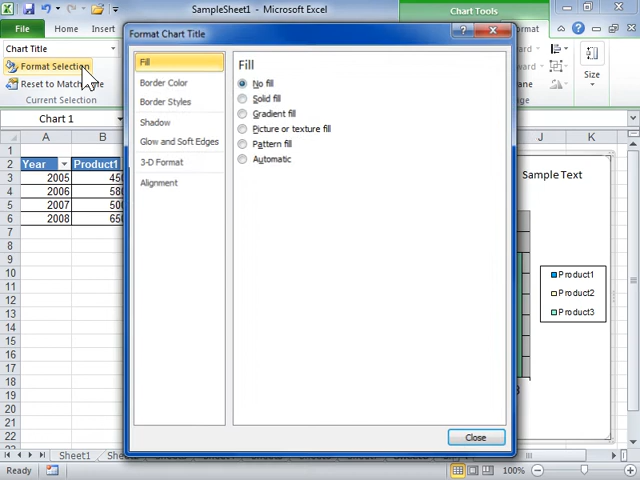 SampleSheet1 - Microsoft Excel
Chart Tools
File
Home
Insert
Format
Chart Title
Format Selection
Reset to Match
Current Selection
Size
Chart 1
Format Chart Title
Fill
Border Color
Border Styles
Shadow
Glow and Soft Edges
3-D Format
Alignment
Fill
No fill
Solid fill
Gradient fill
Picture or texture fill
Pattern fill
Automatic
Close
A B J K
1
2 Year Product1
3 2005
4 2006
5 2007
6 2008
7
8
9
10
11
12
13
14
15
16
17
18
19
20
21
22
Sample Text
Product1
Product2
Product3
Sheet1
Ready
100%